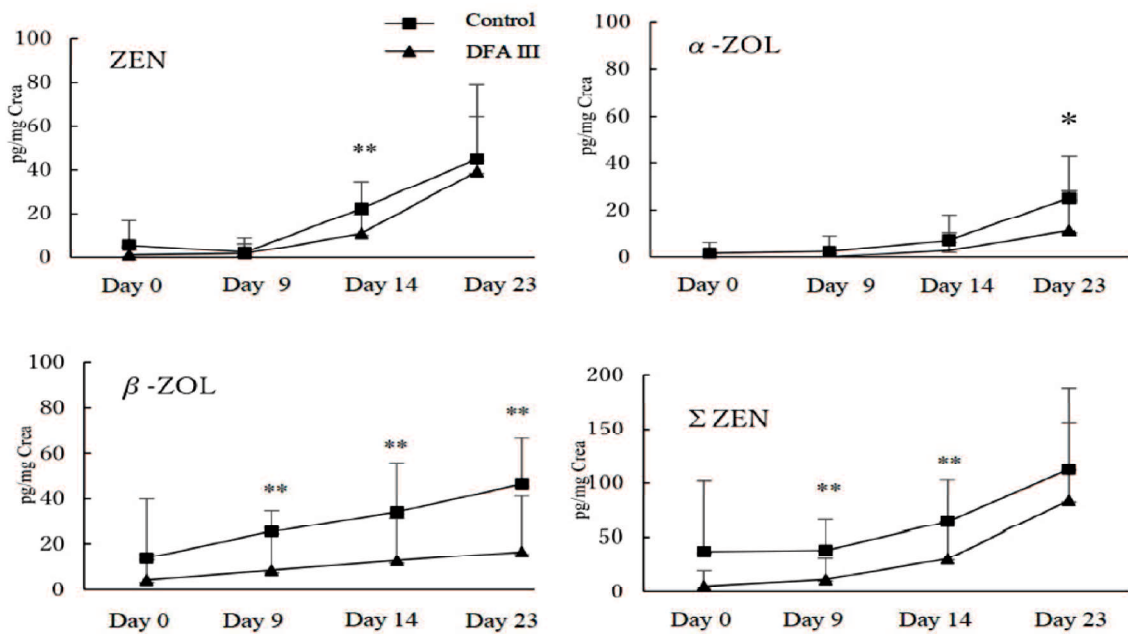 Control
DFA III
ZEN
pg/mg Crea
100
80
60
40
20
0
**
Day 0 Day 9 Day 14 Day 23
α -ZOL
pg/mg Crea
100
80
60
40
20
0
*
Day 0 Day 9 Day 14 Day 23
β -ZOL
pg/mg Crea
100
80
60
40
20
0
**
**
**
Day 0 Day 9 Day 14 Day 23
Σ ZEN
pg/mg Crea
200
150
100
50
0
**
**
Day 0 Day 9 Day 14 Day 23